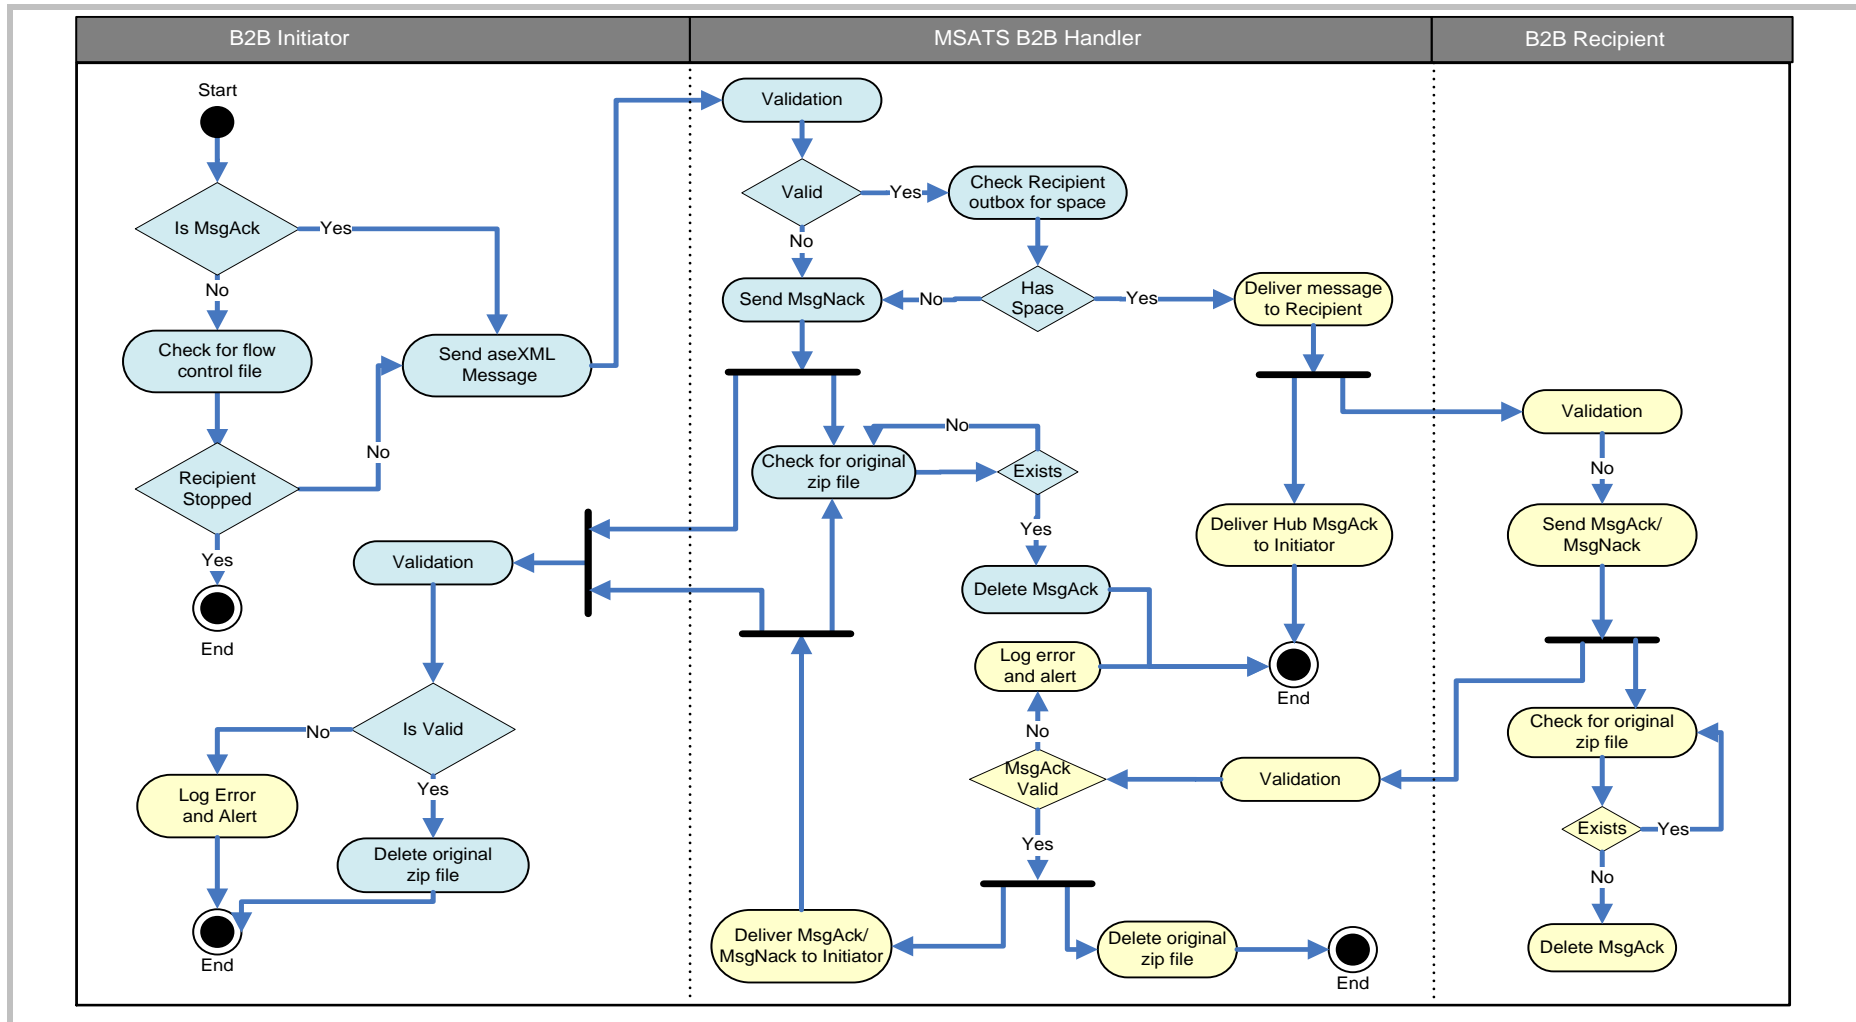 B2B Initiator
MSATS B2B Handler
B2B Recipient
Start
Is MsgAck
Yes
No
Check for flow
control file
Recipient
Stopped
No
Yes
End
Send aseXML
Message
Validation
Is Valid
No
Yes
Log Error
and Alert
Delete original
zip file
End
Validation
Valid
Yes
No
Check Recipient
outbox for space
Send MsgNack
No
Has
Space
Yes
Deliver message
to Recipient
Check for original
zip file
No
Exists
Yes
Delete MsgAck
Deliver Hub MsgAck
to Initiator
Log error
and alert
End
No
MsgAck
Valid
Validation
Yes
Deliver MsgAck/
MsgNack to Initiator
Delete original
zip file
End
Validation
No
Send MsgAck/
MsgNack
Check for original
zip file
Exists
Yes
No
Delete MsgAck